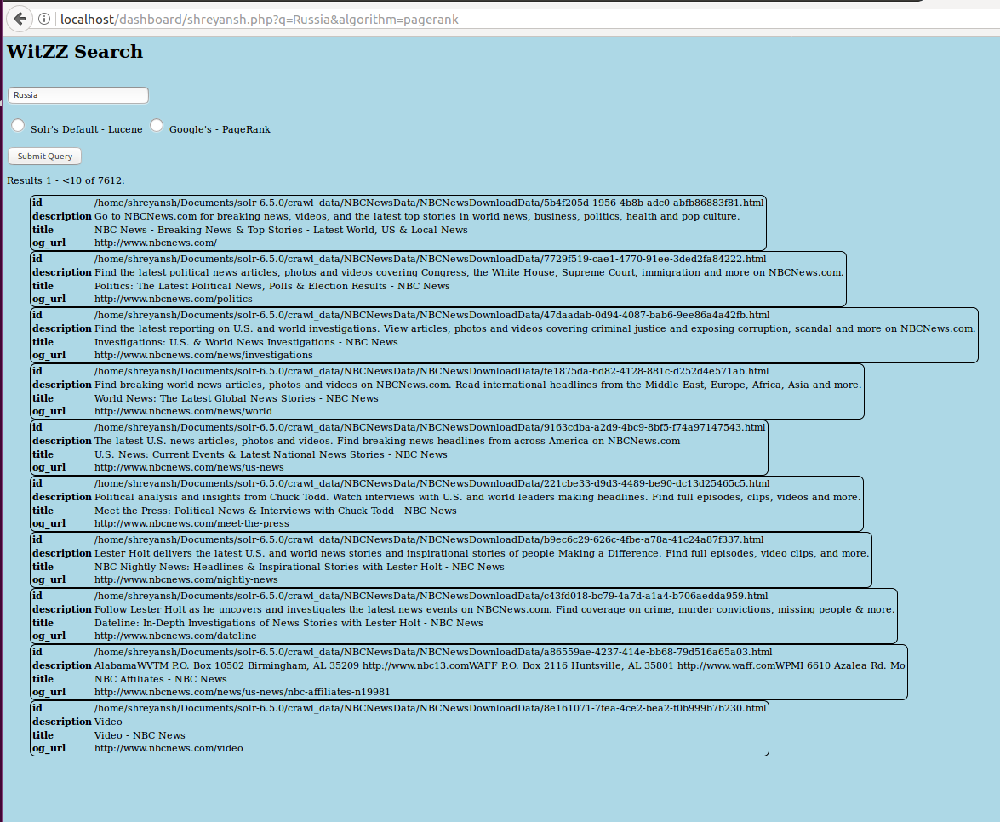 localhost/dashboard/shreyansh.php?q=Russia&algorithm=pagerank
WitZZ Search
Russia
Solr's Default - Lucene Google's - PageRank
Submit Query
Results 1 - <10 of 7612:
id /home/shreyansh/Documents/solr-6.5.0/crawl_data/NBCNewsData/NBCNewsDownloadData/5b4f205d-1956-4b8b-adc0-abfb86883f81.html
description Go to NBCNews.com for breaking news, videos, and the latest top stories in world news, business, politics, health and pop culture.
title NBC News - Breaking News & Top Stories - Latest World, US & Local News
og_url http://www.nbcnews.com/
id /home/shreyansh/Documents/solr-6.5.0/crawl_data/NBCNewsData/NBCNewsDownloadData/7729f519-cae1-4770-91ee-3ded2fa84222.html
description Find the latest political news articles, photos and videos covering Congress, the White House, Supreme Court, immigration and more on NBCNews.com.
title Politics: The Latest Political News, Polls & Election Results - NBC News
og_url http://www.nbcnews.com/politics
id /home/shreyansh/Documents/solr-6.5.0/crawl_data/NBCNewsData/NBCNewsDownloadData/47daadab-0d94-4087-bab6-9ee86a4a42fb.html
description Find the latest reporting on U.S. and world investigations. View articles, photos and videos covering criminal justice and exposing corruption, scandal and more on NBCNews.com.
title Investigations: U.S. & World News Investigations - NBC News
og_url http://www.nbcnews.com/news/investigations
id /home/shreyansh/Documents/solr-6.5.0/crawl_data/NBCNewsData/NBCNewsDownloadData/fe1875da-6d82-4128-881c-d252d4e571ab.html
description Find breaking world news articles, photos and videos on NBCNews.com. Read international headlines from the Middle East, Europe, Africa, Asia and more.
title World News: The Latest Global News Stories - NBC News
og_url http://www.nbcnews.com/news/world
id /home/shreyansh/Documents/solr-6.5.0/crawl_data/NBCNewsData/NBCNewsDownloadData/9163cdba-a2d9-4bc9-8bf5-f74a97147543.html
description The latest U.S. news articles, photos and videos. Find breaking news headlines from across America on NBCNews.com
title U.S. News: Current Events & Latest National News Stories - NBC News
og_url http://www.nbcnews.com/news/us-news
id /home/shreyansh/Documents/solr-6.5.0/crawl_data/NBCNewsData/NBCNewsDownloadData/221cbe33-d9d3-4489-be90-dc13d25465c5.html
description Political analysis and insights from Chuck Todd. Watch interviews with U.S. and world leaders making headlines. Find full episodes, clips, videos and more.
title Meet the Press: Political News & Interviews with Chuck Todd - NBC News
og_url http://www.nbcnews.com/meet-the-press
id /home/shreyansh/Documents/solr-6.5.0/crawl_data/NBCNewsData/NBCNewsDownloadData/b9ec6c29-626c-4fbe-a78a-41c24a87f337.html
description Lester Holt delivers the latest U.S. and world news stories and inspirational stories of people Making a Difference. Find full episodes, video clips, and more.
title NBC Nightly News: Headlines & Inspirational Stories with Lester Holt - NBC News
og_url http://www.nbcnews.com/nightly-news
id /home/shreyansh/Documents/solr-6.5.0/crawl_data/NBCNewsData/NBCNewsDownloadData/c43fd018-bc79-4a7d-a1a4-b706aedda959.html
description Follow Lester Holt as he uncovers and investigates the latest news events on NBCNews.com. Find coverage on crime, murder convictions, missing people & more.
title Dateline: In-Depth Investigations of News Stories with Lester Holt - NBC News
og_url http://www.nbcnews.com/dateline
id /home/shreyansh/Documents/solr-6.5.0/crawl_data/NBCNewsData/NBCNewsDownloadData/a86559ae-4237-414e-bb68-79d516a65a03.html
description AlabamaWVTM P.O. Box 10502 Birmingham, AL 35209 http://www.nbc13.comWAFF P.O. Box 2116 Huntsville, AL 35801 http://www.waff.comWPMI 6610 Azalea Rd. Mo
title NBC Affiliates - NBC News
og_url http://www.nbcnews.com/news/us-news/nbc-affiliates-n19981
id /home/shreyansh/Documents/solr-6.5.0/crawl_data/NBCNewsData/NBCNewsDownloadData/8e161071-7fea-4ce2-bea2-f0b999b7b230.html
description Video
title Video - NBC News
og_url http://www.nbcnews.com/video